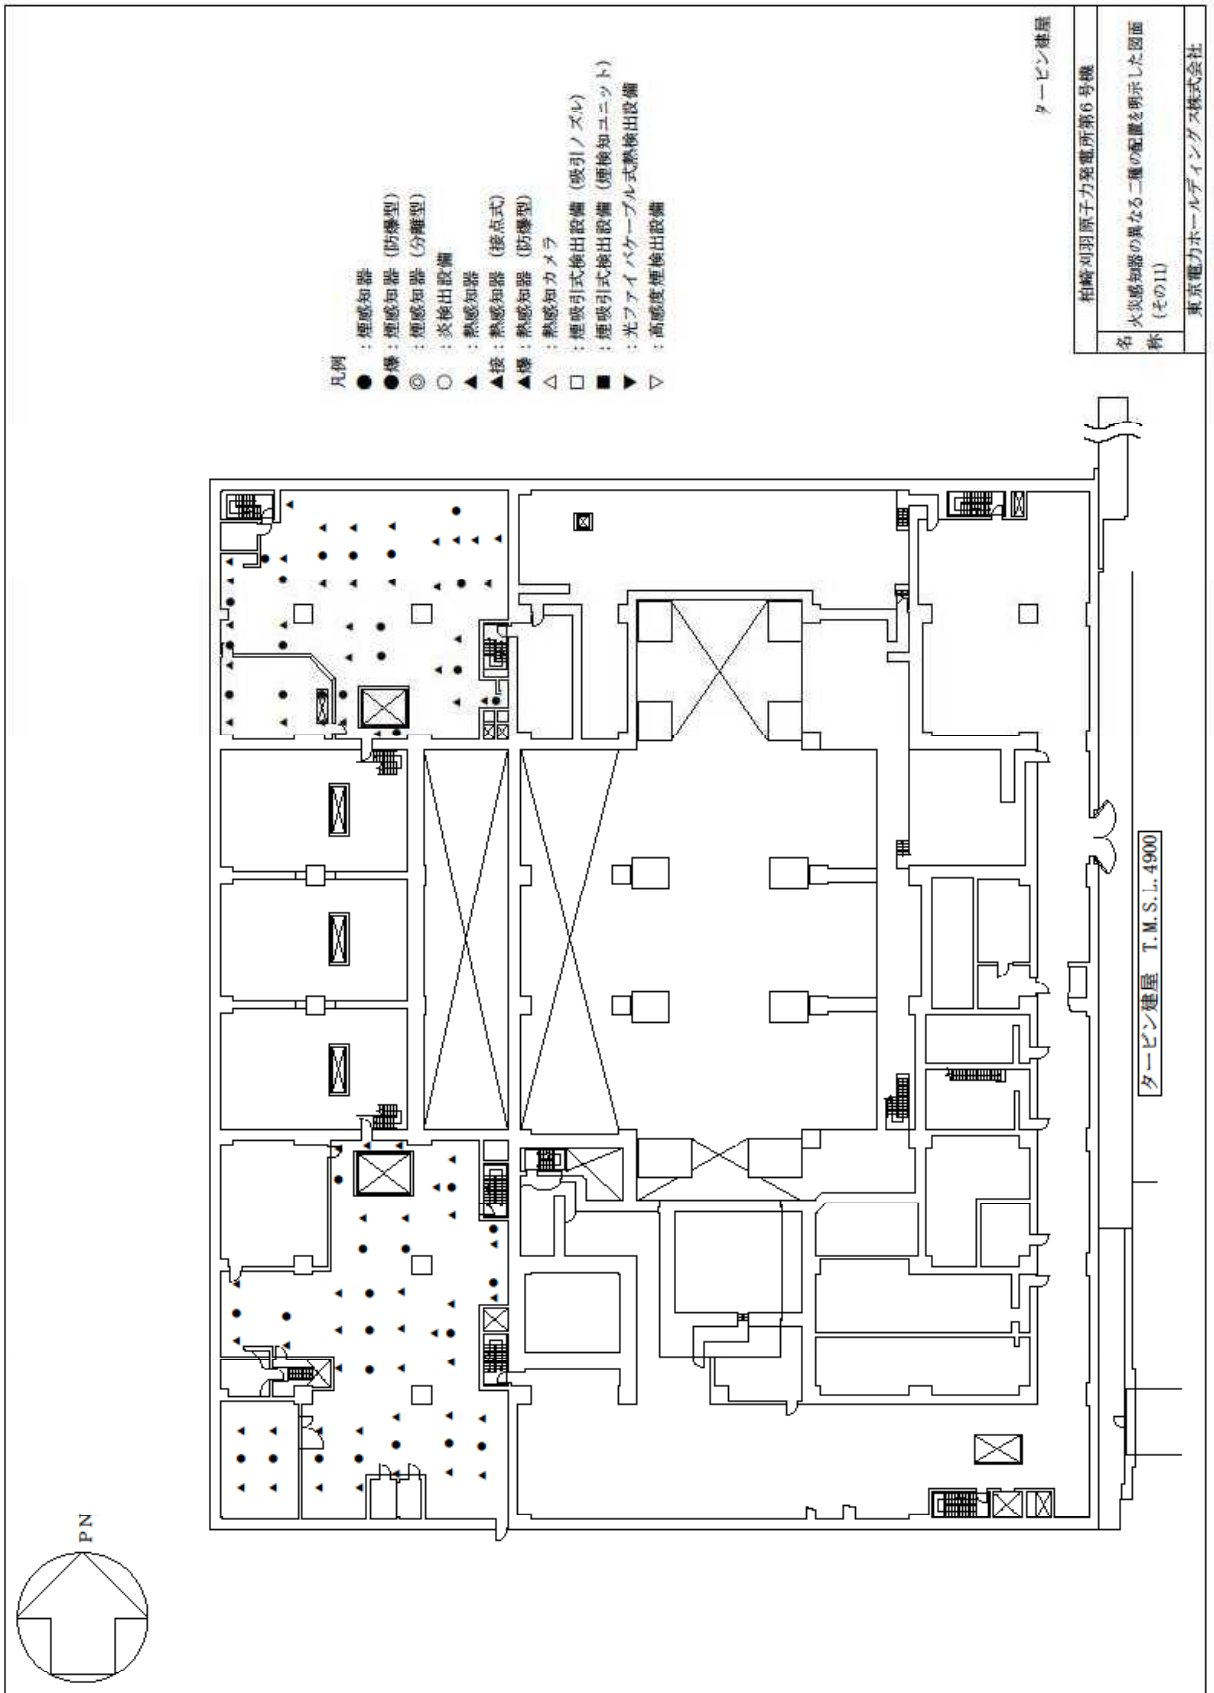 PN
凡例
● : 煙感知器
●爆 : 煙感知器 (防爆型)
◎ : 煙感知器 (分離型)
○ : 炎検出設備
▲ : 熱感知器
▲接 : 熱感知器 (接点式)
▲爆 : 熱感知器 (防爆型)
△ : 熱感知カメラ
□ : 煙吸引式検出設備 (吸引ノズル)
■ : 煙吸引式検出設備 (煙検知ユニット)
▼ : 光ファイバケーブル式熱検出設備
▽ : 高感度煙検出設備
タービン建屋 T.M.S.L.4900
タービン建屋
柏崎刈羽原子力発電所第6号機
名称
火災感知器の異なる二種の配置を明示した図面
(その11)
東京電力ホールディングス株式会社